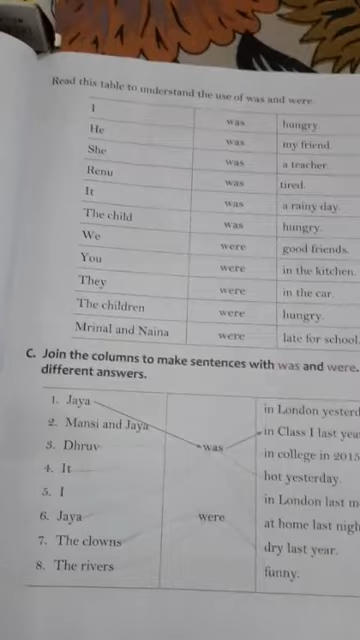 Read this table to understand the use of was and were.
I was hungry.
He was my friend.
She was a teacher.
Renu was tired.
It was a rainy day.
The child was hungry.
We were good friends.
You were in the kitchen.
They were in the car.
The children were hungry.
Mrinal and Naina were late for school.
C. Join the columns to make sentences with was and were.
different answers.
1. Jaya
2. Mansi and Jaya
3. Dhruv
4. It
5. I
6. Jaya
7. The clowns
8. The rivers
was
were
in London yesterd
in Class I last yea
in college in 2015
hot yesterday.
in London last m
at home last nigh
dry last year.
funny.